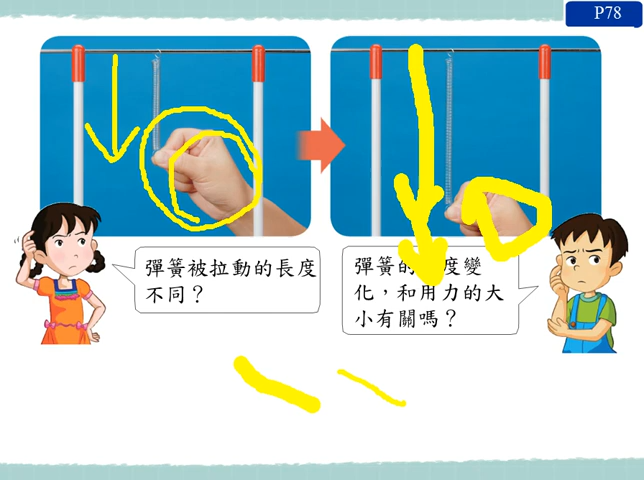 P78
彈簧被拉動的長度
不同？
彈簧的度變
化，和用力的大
小有關嗎？